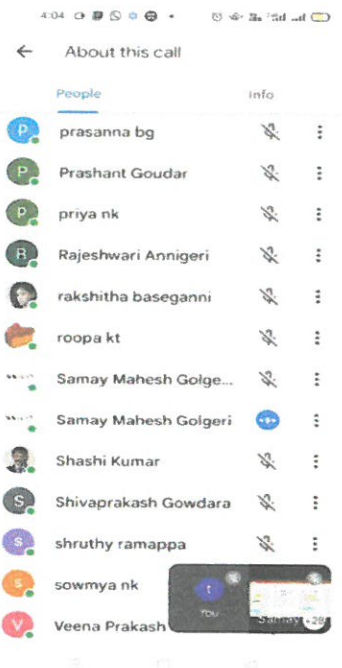 4:04
About this call
People Info
P prasanna bg
P Prashant Goudar
P priya nk
R Rajeshwari Annigeri
rakshitha baseganni
roopa kt
Samay Mahesh Golge...
Samay Mahesh Golgeri
Shashi Kumar
S Shivaprakash Gowdara
s shruthy ramappa
s sowmya nk
t
You
Samay +28
V Veena Prakash